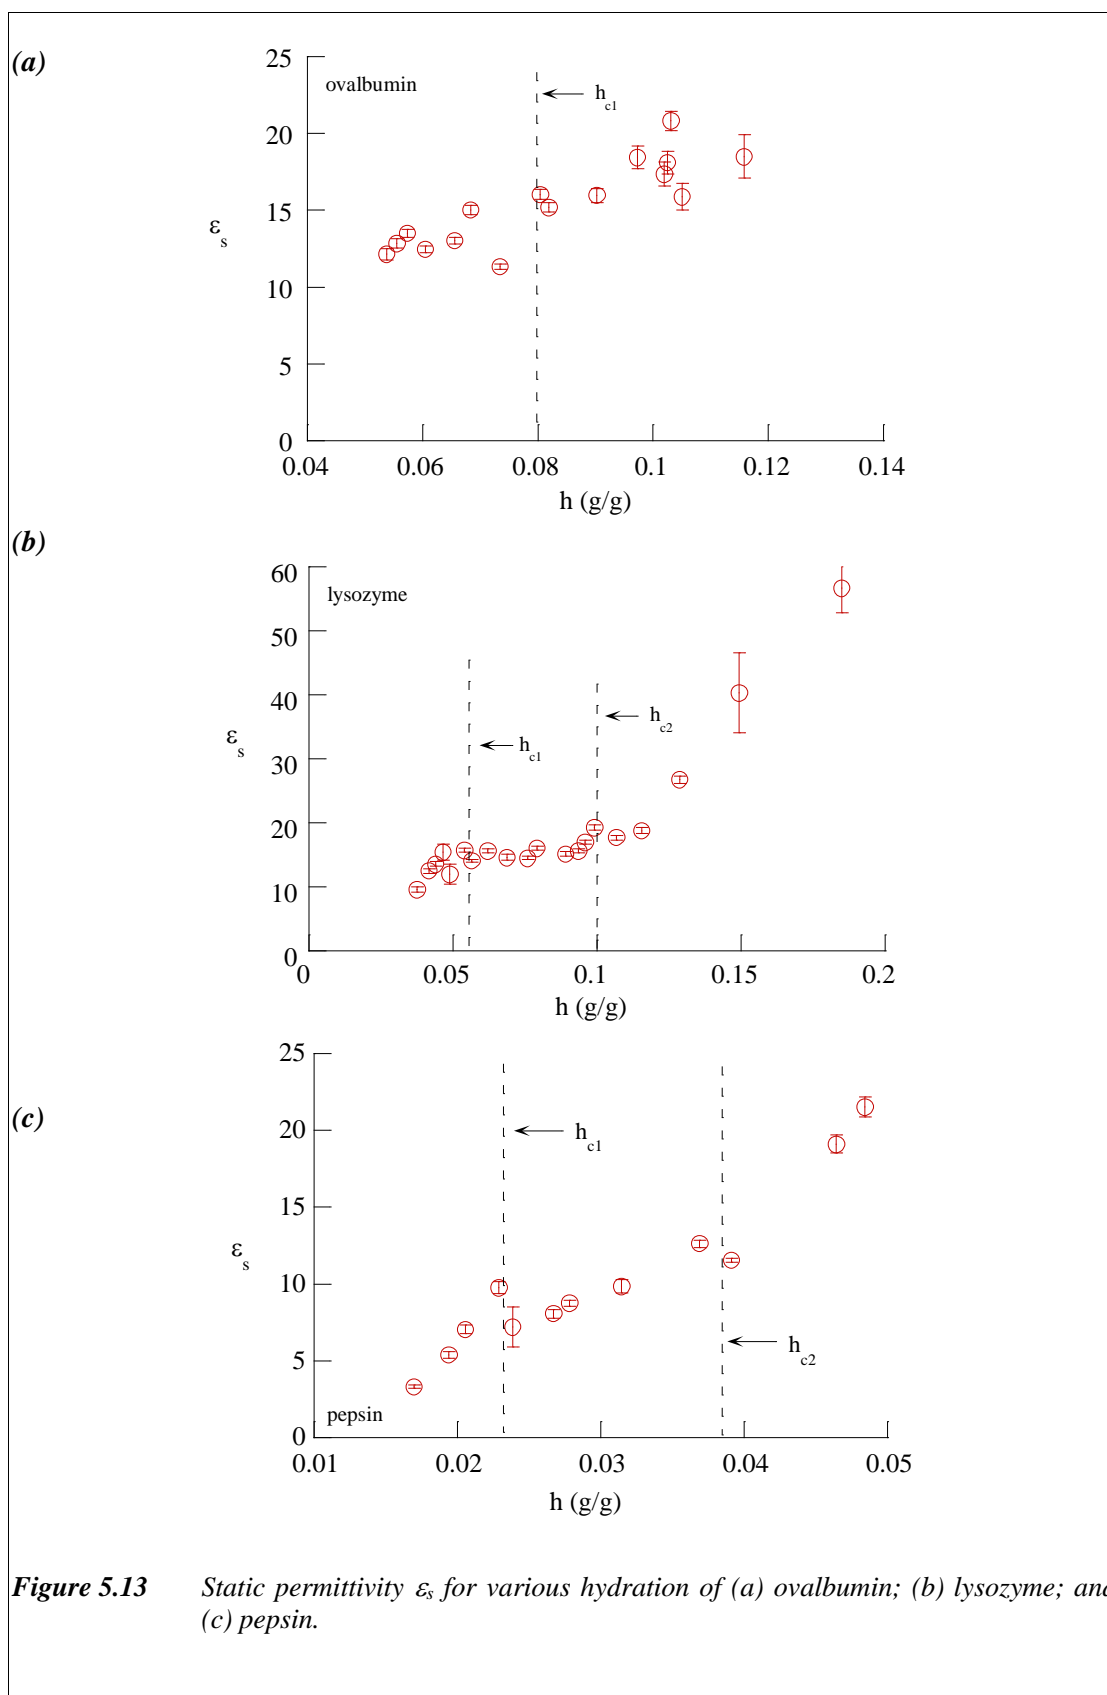 (a)
25
ovalbumin
h c1
20
15
ε s
10
5
0
0.04 0.06 0.08 0.1 0.12 0.14
h (g/g)
(b)
60
lysozyme
50
40
h c2
ε s
h c1
30
20
10
0
0 0.05 0.1 0.15 0.2
h (g/g)
25
(c)
h c1
20
15
ε s
10
h c2
5
pepsin
0
0.01 0.02 0.03 0.04 0.05
h (g/g)
Figure 5.13 Static permittivity εs for various hydration of (a) ovalbumin; (b) lysozyme; and
(c) pepsin.